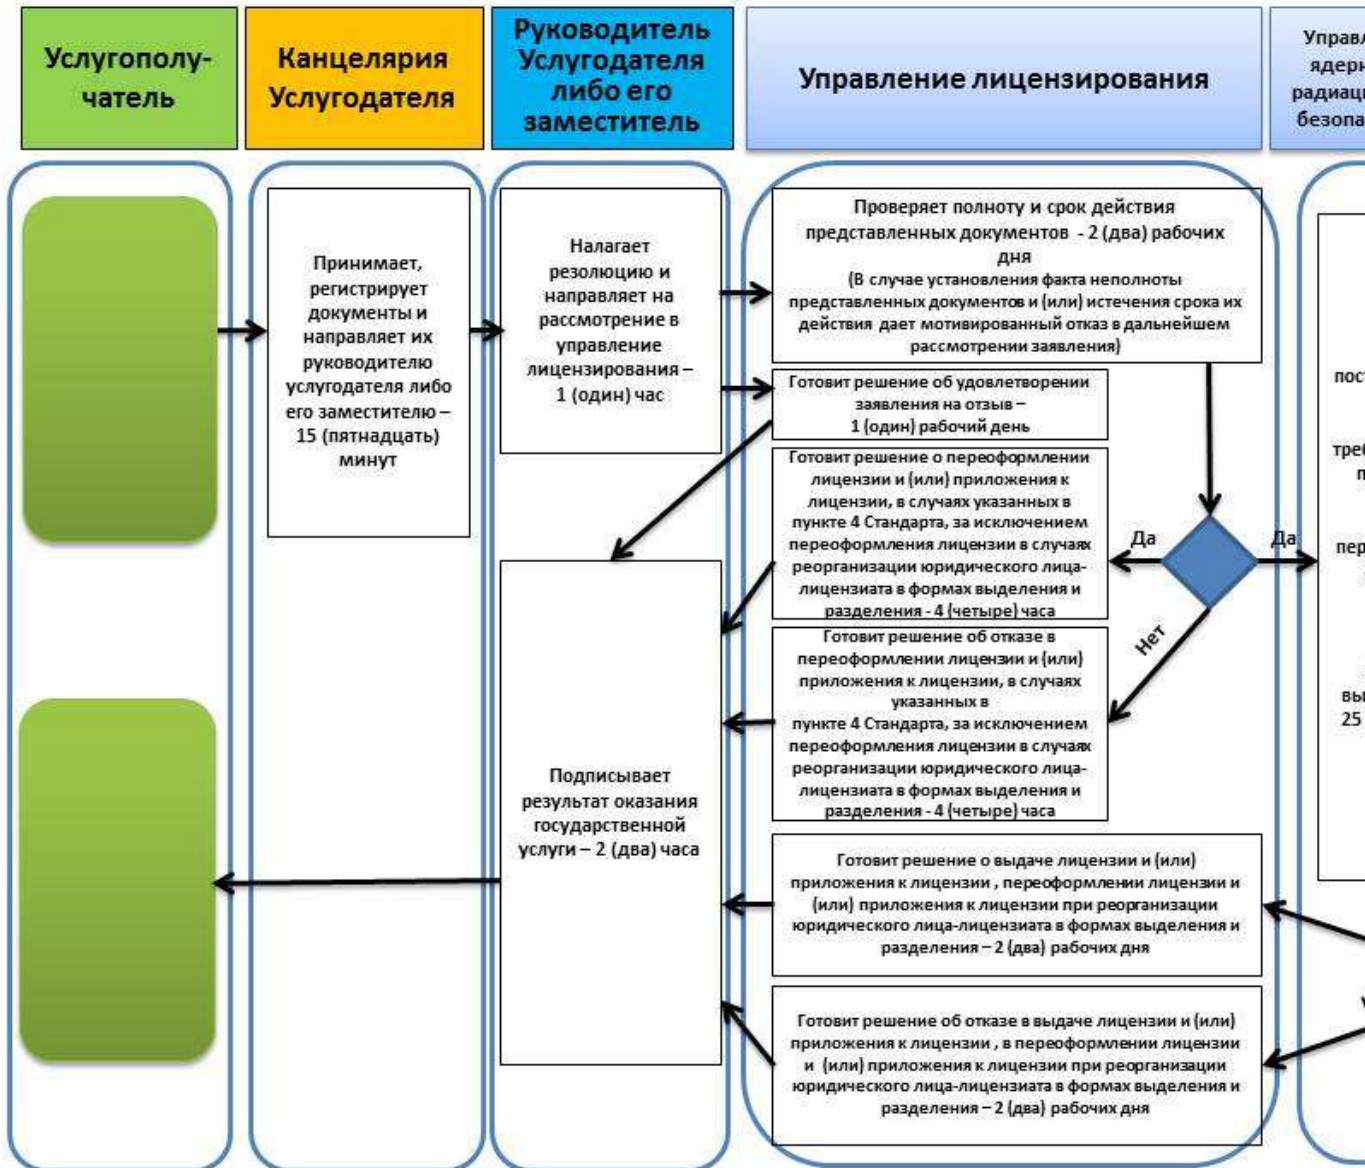 Услугополу-
чатель
Канцелярия
Услугодателя
Руководитель
Услугодателя
либо его
заместитель
Управление лицензирования
Принимает,
регистрирует
документы и
направляет их
руководителю
услугодателя либо
его заместителю –
15 (пятнадцать)
минут
Налагает
резолюцию и
направляет на
рассмотрение в
управление
лицензирования –
1 (один) час
Проверяет полноту и срок действия
представленных документов - 2 (два) рабочих
дня
(В случае установления факта неполноты
представленных документов и (или) истечения срока их
действия дает мотивированный отказ в дальнейшем
рассмотрении заявления)
Готовит решение об удовлетворении
заявления на отзыв –
1 (один) рабочий день
Готовит решение о переоформлении
лицензии и (или) приложения к
лицензии, в случаях указанных в
пункте 4 Стандарта, за исключением
переоформления лицензии в случаях
реорганизации юридического лица-
лицензиата в формах выделения и
разделения - 4 (четыре) часа
Да
Да
Нет
Готовит решение об отказе в
переоформлении лицензии и (или)
приложения к лицензии, в случаях
указанных в
пункте 4 Стандарта, за исключением
переоформления лицензии в случаях
реорганизации юридического лица-
лицензиата в формах выделения и
разделения - 4 (четыре) часа
Подписывает
результат оказания
государственной
услуги – 2 (два) часа
Готовит решение о выдаче лицензии и (или)
приложения к лицензии , переоформлении лицензии и
(или) приложения к лицензии при реорганизации
юридического лица-лицензиата в формах выделения и
разделения – 2 (два) рабочих дня
Готовит решение об отказе в выдаче лицензии и (или)
приложения к лицензии , в переоформлении лицензии
и (или) приложения к лицензии при реорганизации
юридического лица-лицензиата в формах выделения и
разделения – 2 (два) рабочих дня
25